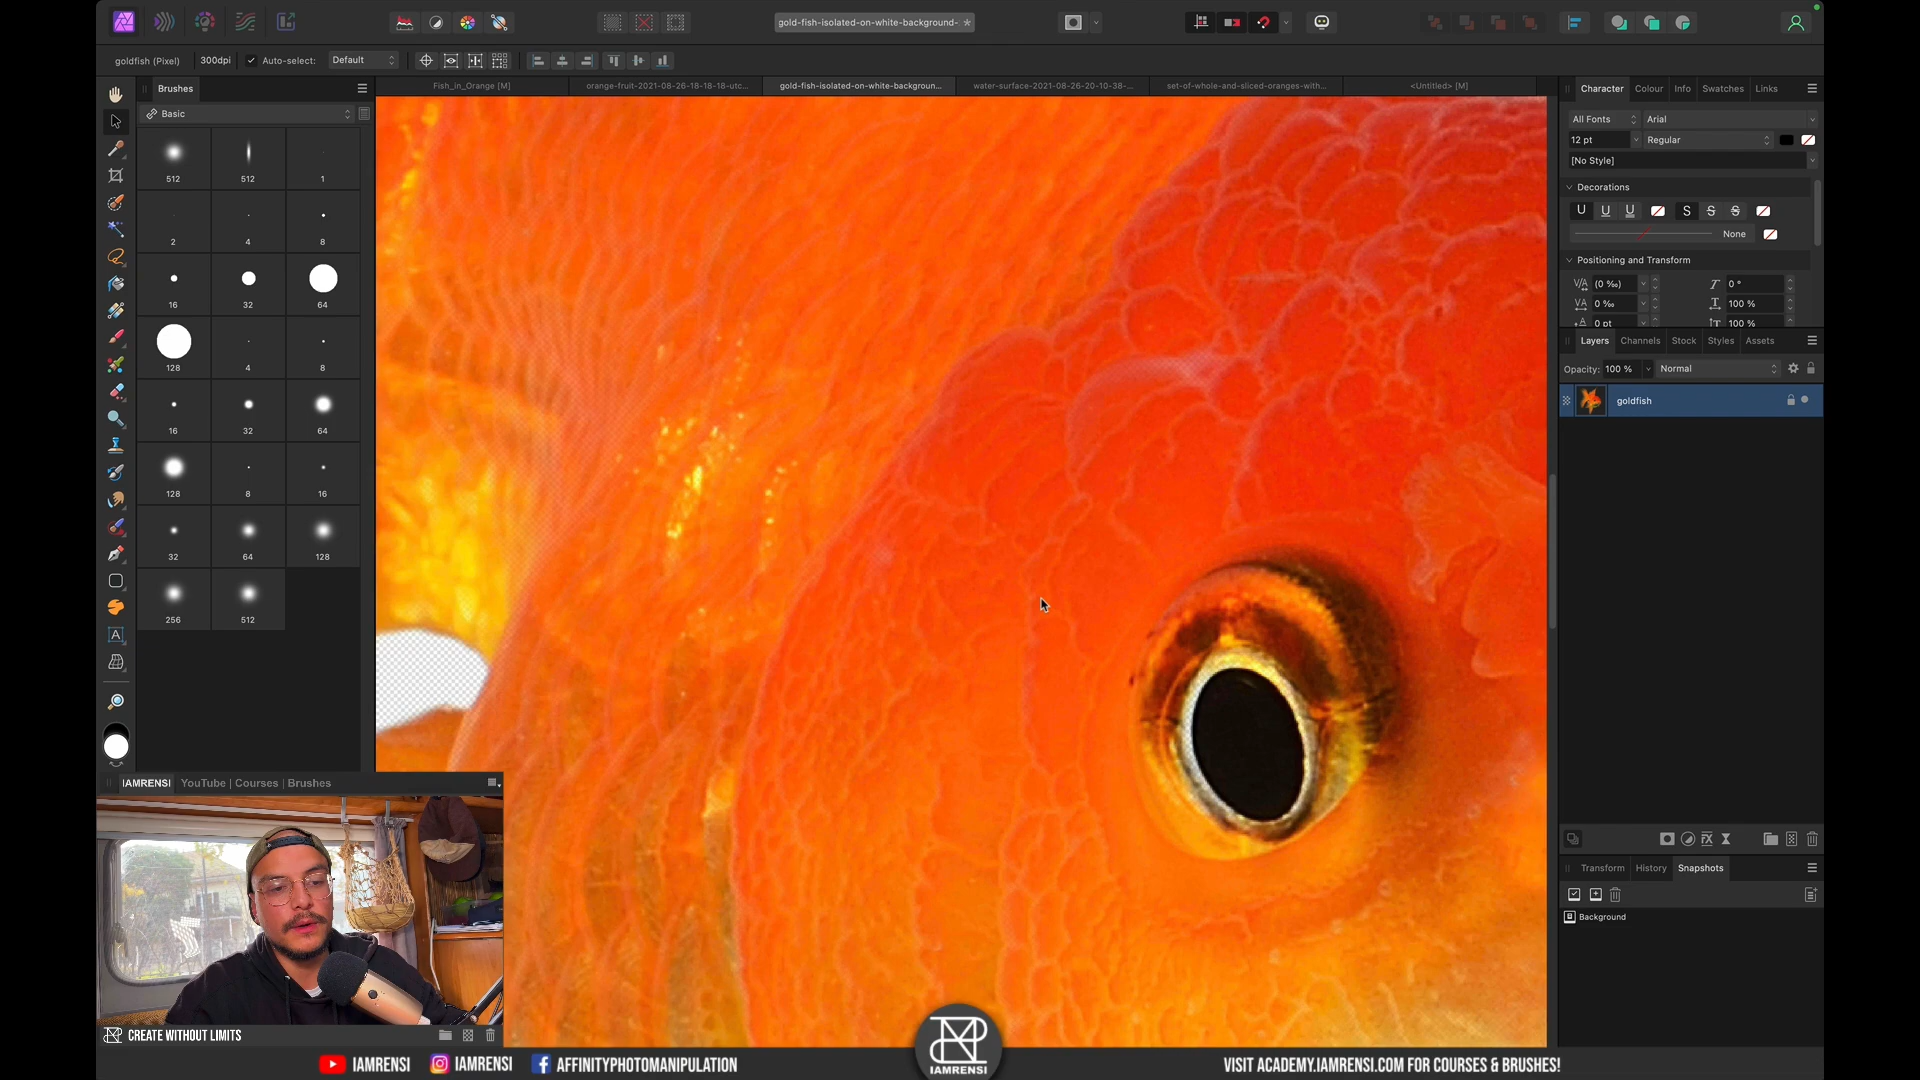 gold-fish-isolated-on-white-background- *
goldfish (Pixel) 300dpi Auto-select: Default
Brushes
Basic
512 512 1
2 4 8
16 32 64
128 4 8
16 32 64
128 8 16
32 64 128
256 512
Fish_in_Orange [M] orange-fruit-2021-08-26-18-18-18-utc... gold-fish-isolated-on-white-backgroun... water-surface-2021-08-26-20-10-38-... set-of-whole-and-sliced-oranges-with... <Untitled> [M]
Character Colour Info Swatches Links
All Fonts Arial
12 pt Regular
[No Style]
Decorations
U U U S S S
None
Positioning and Transform
(0 ‰) 0 °
0 ‰ 100 %
0 pt 100 %
Layers Channels Stock Styles Assets
Opacity: 100 % Normal
goldfish
Transform History Snapshots
Background
IAMRENSI YouTube | Courses | Brushes
CREATE WITHOUT LIMITS
IAMRENSI IAMRENSI AFFINITYPHOTOMANIPULATION
IAMRENSI
VISIT ACADEMY.IAMRENSI.COM FOR COURSES & BRUSHES!